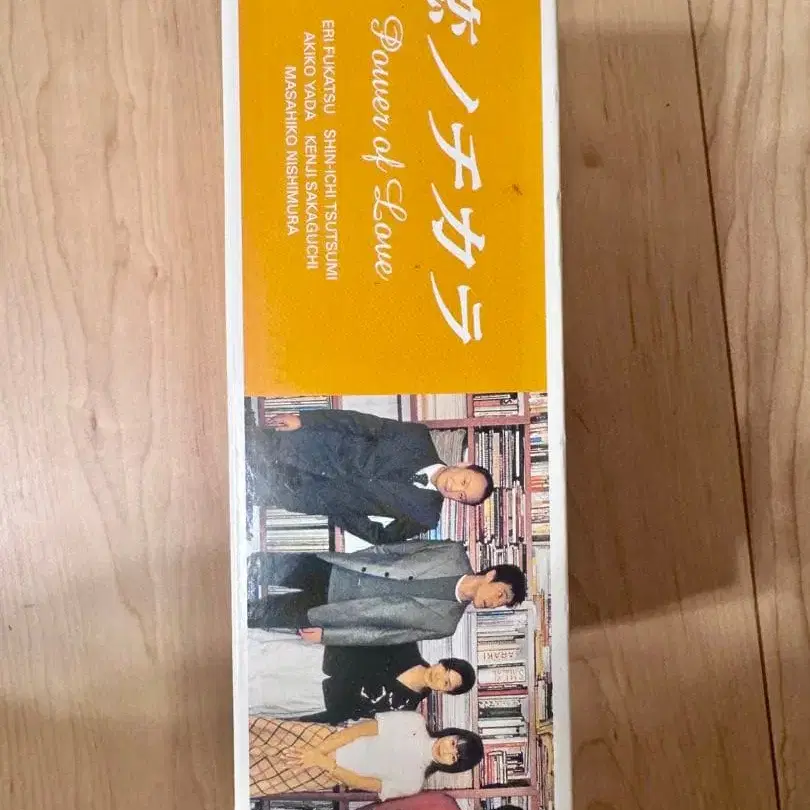 恋ノチカラ
Power of Love
ERI FUKATSU SHIN-ICHI TSUTSUMI
AKIKO YADA KENJI SAKAGUCHI
MASAHIKO NISHIMURA
ARAKI